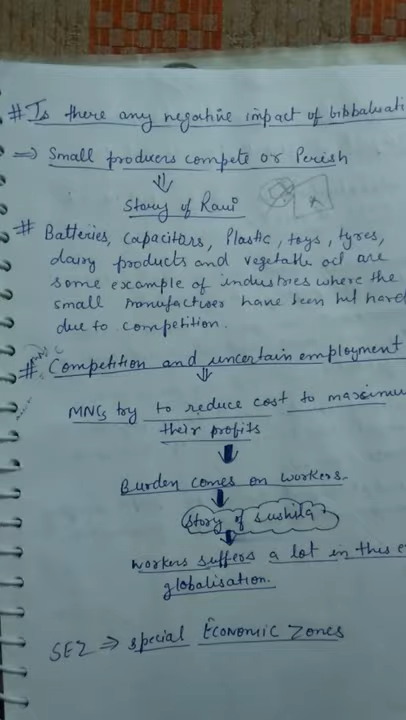 # Is there any negative impact of
⇒ Small producers compete or Perish
⇓
Story of Ravi
# Batteries, Capacitors, Plastic, toys, tyres,
dairy products and vegetable oil are
some example of industries where the
small manufacturer have been hit hard
due to competition.
# Competition and uncertain employment
⇓
MNCs try to reduce cost to
their profits
↓
Burden comes on workers.
↓
Story of Sushila
↓
workers suffers a lot in this
globalisation.
SEZ ⇒ special Economic Zones